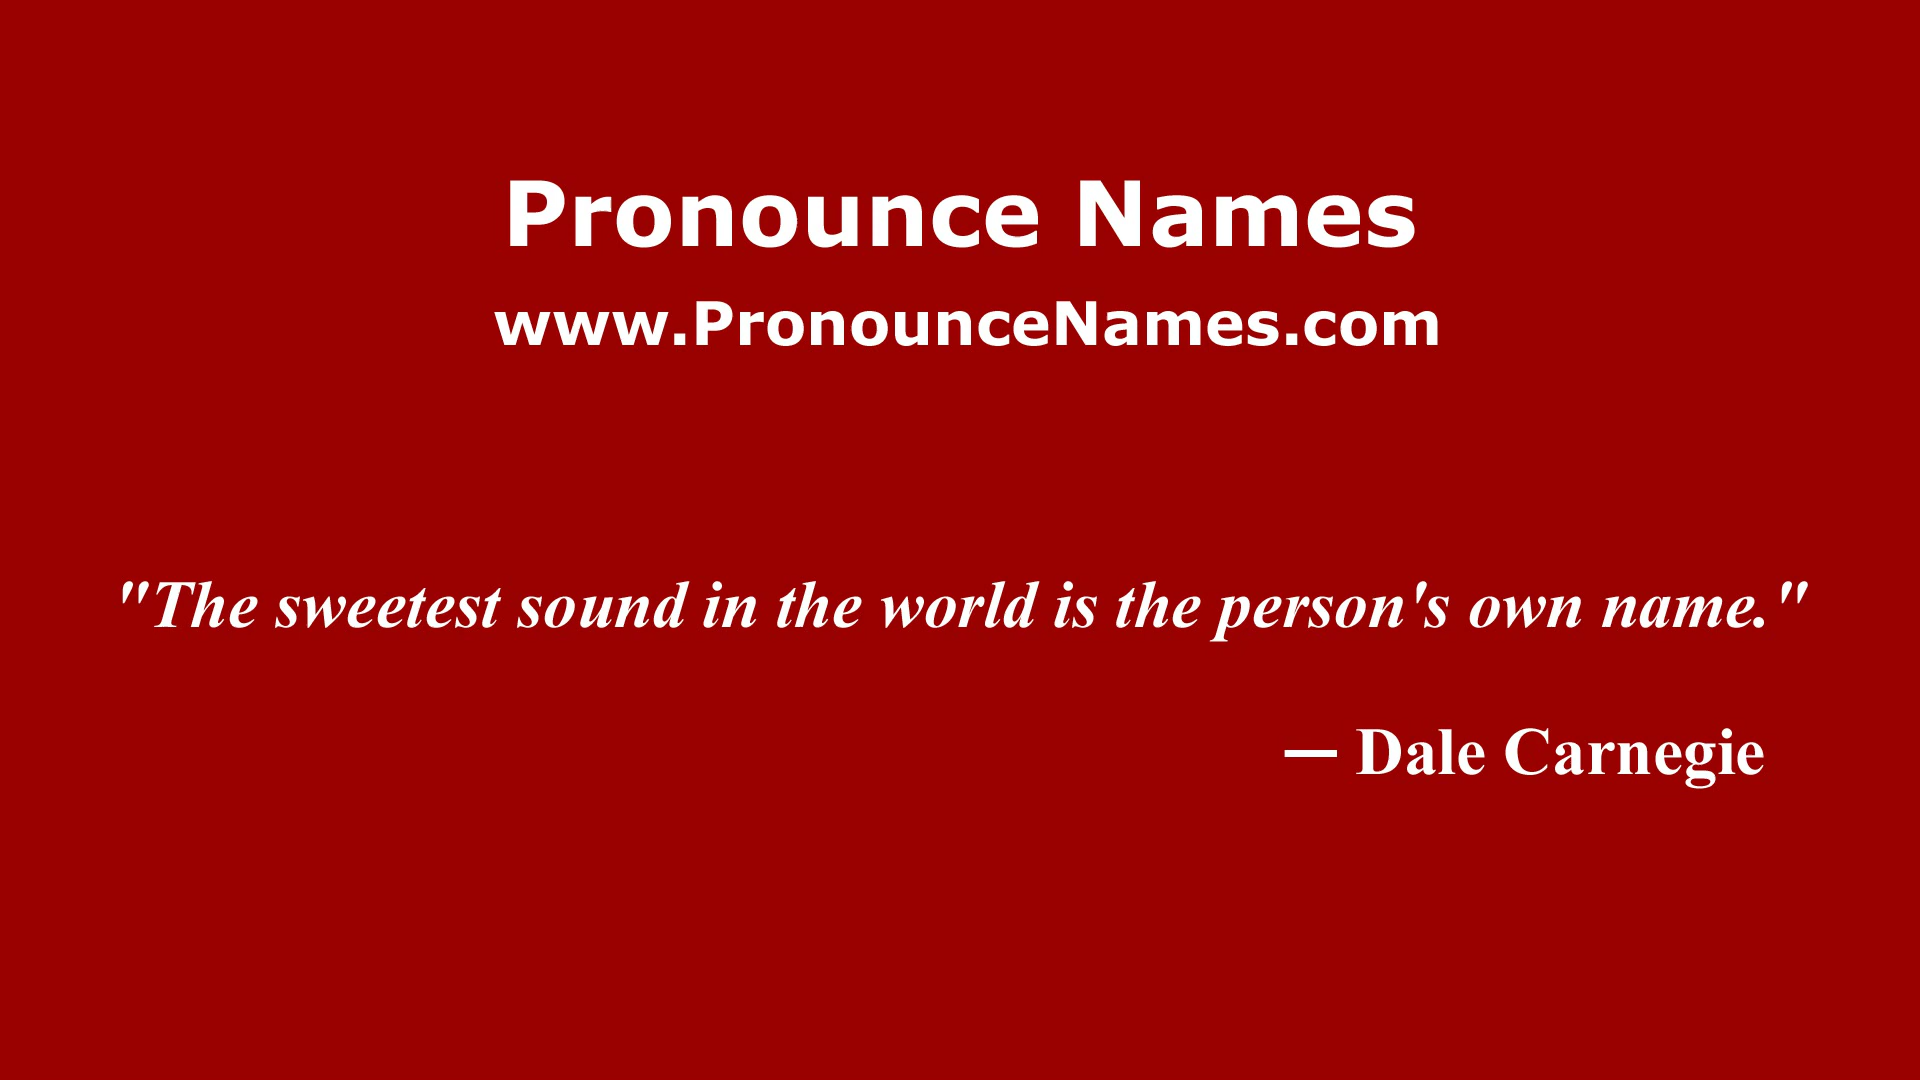 Pronounce Names
www.PronounceNames.com
"The sweetest sound in the world is the person's own name."
— Dale Carnegie